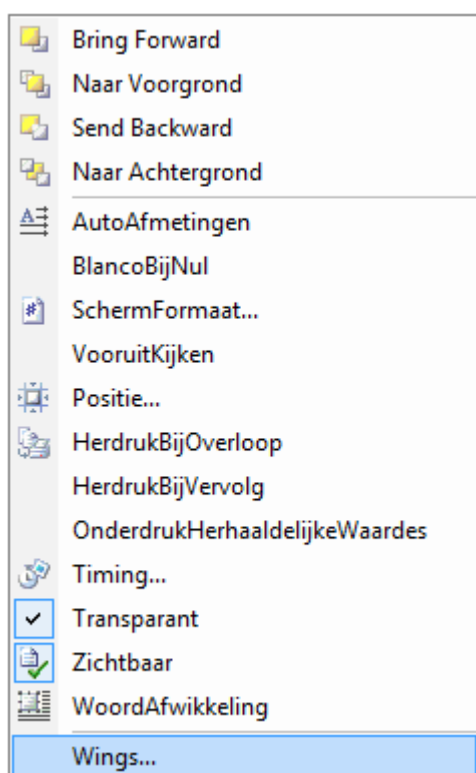 Bring Forward
Naar Voorgrond
Send Backward
Naar Achtergrond
AutoAfmetingen
BlancoBijNul
SchermFormaat...
VooruitKijken
Positie...
HerdrukBijOverloop
HerdrukBijVervolg
OnderdrukHerhaaldelijkeWaardes
Timing...
Transparant
Zichtbaar
WoordAfwikkeling
Wings...